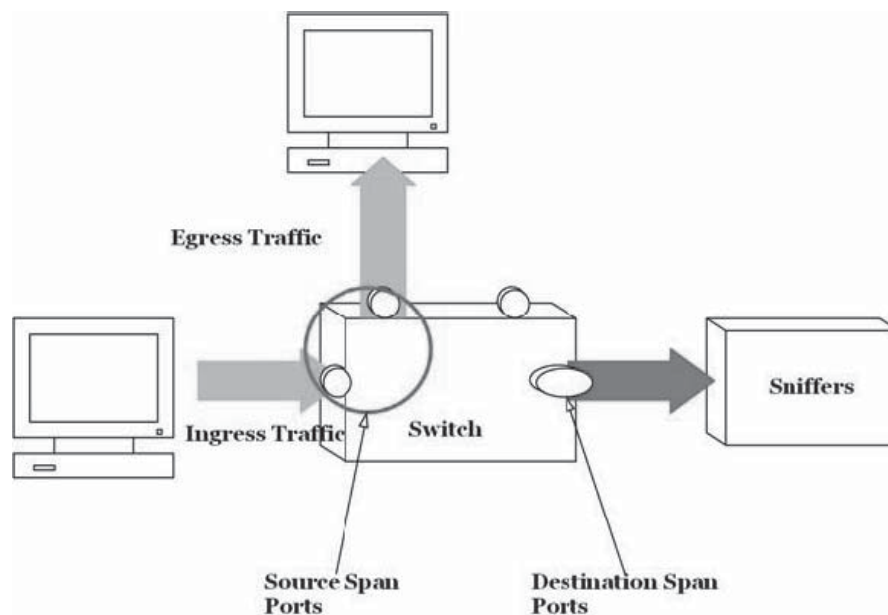 Egress Traffic
Ingress Traffic
Switch
Sniffers
Source Span
Ports
Destination Span
Ports